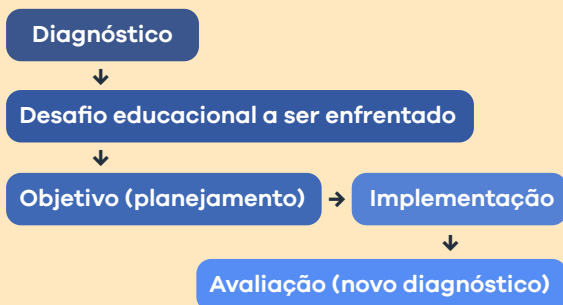 Diagnóstico
Desafio educacional a ser enfrentado
Objetivo (planejamento)
Implementação
Avaliação (novo diagnóstico)